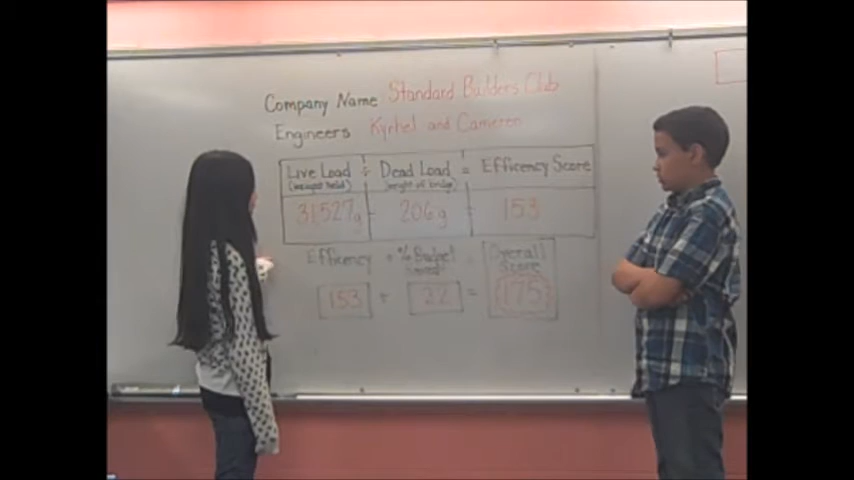 Company Name Standard Builders Club
Engineers Kyrhel and Cameron
Live Load ÷ Dead Load = Efficency Score
(weight held) (weight of bridge)
31527g ÷ 206g = 153
Efficency + % Budget = Overall
Score
153 + 22 = 175